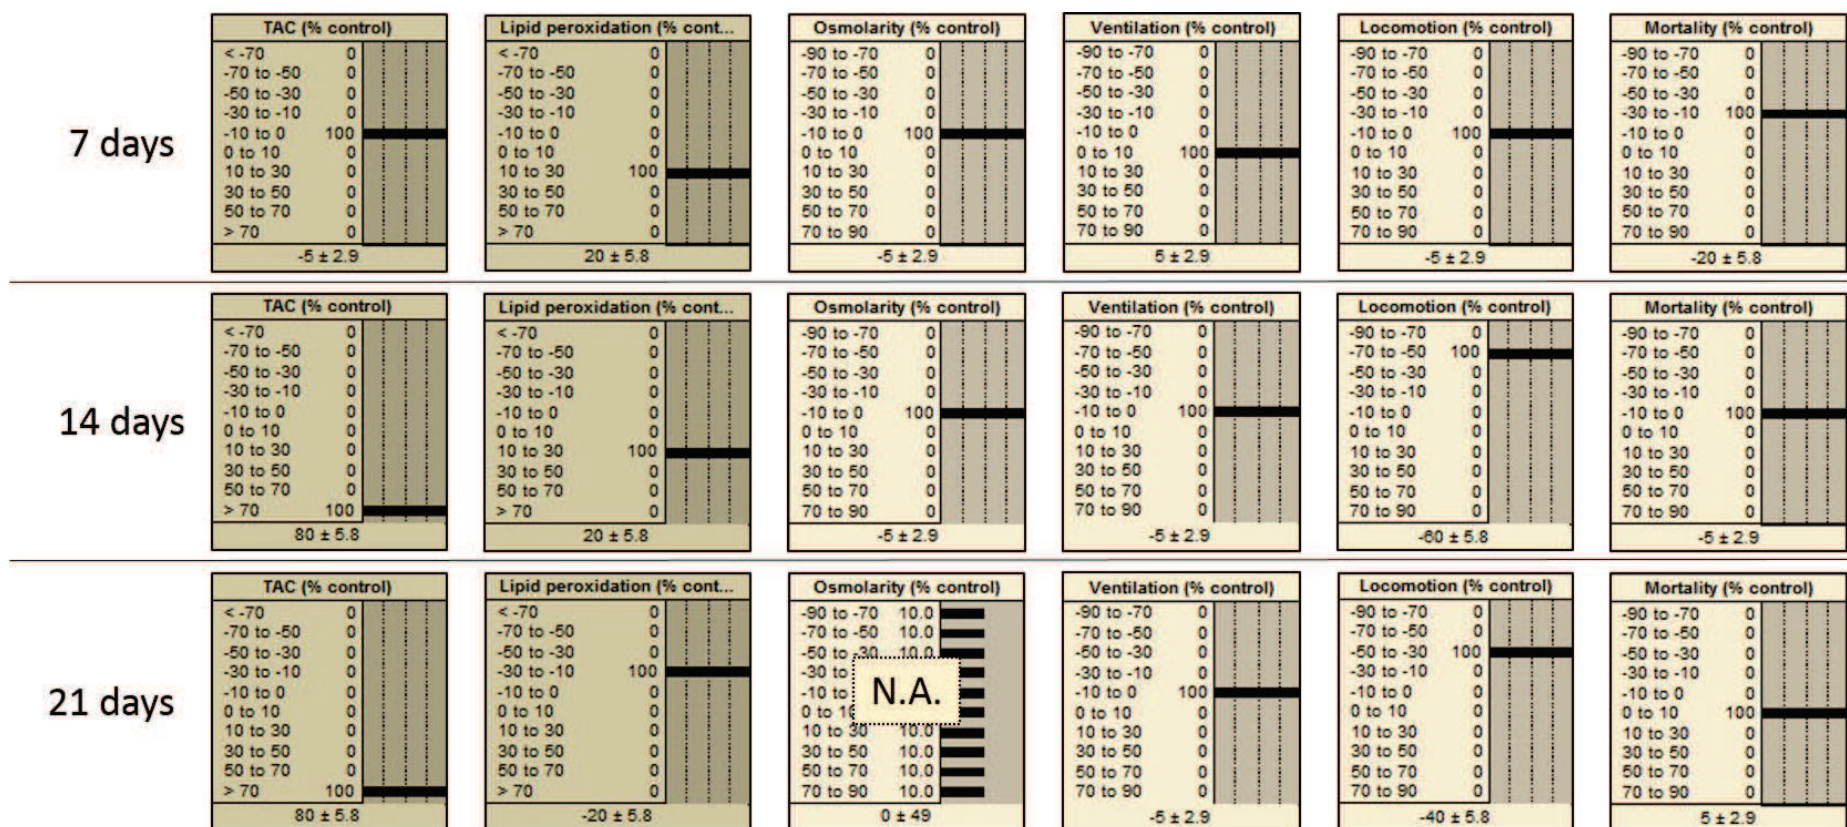 7 days
TAC (% control)
< -70 0
-70 to -50 0
-50 to -30 0
-30 to -10 0
-10 to 0 100
0 to 10 0
10 to 30 0
30 to 50 0
50 to 70 0
> 70 0
-5 ± 2.9
Lipid peroxidation (% cont...
< -70 0
-70 to -50 0
-50 to -30 0
-30 to -10 0
-10 to 0 0
0 to 10 0
10 to 30 100
30 to 50 0
50 to 70 0
> 70 0
20 ± 5.8
Osmolarity (% control)
-90 to -70 0
-70 to -50 0
-50 to -30 0
-30 to -10 0
-10 to 0 100
0 to 10 0
10 to 30 0
30 to 50 0
50 to 70 0
70 to 90 0
-5 ± 2.9
Ventilation (% control)
-90 to -70 0
-70 to -50 0
-50 to -30 0
-30 to -10 0
-10 to 0 0
0 to 10 100
10 to 30 0
30 to 50 0
50 to 70 0
70 to 90 0
5 ± 2.9
Locomotion (% control)
-90 to -70 0
-70 to -50 0
-50 to -30 0
-30 to -10 0
-10 to 0 100
0 to 10 0
10 to 30 0
30 to 50 0
50 to 70 0
70 to 90 0
-5 ± 2.9
Mortality (% control)
-90 to -70 0
-70 to -50 0
-50 to -30 0
-30 to -10 100
-10 to 0 0
0 to 10 0
10 to 30 0
30 to 50 0
50 to 70 0
70 to 90 0
-20 ± 5.8
14 days
TAC (% control)
< -70 0
-70 to -50 0
-50 to -30 0
-30 to -10 0
-10 to 0 0
0 to 10 0
10 to 30 0
30 to 50 0
50 to 70 0
> 70 100
80 ± 5.8
Lipid peroxidation (% cont...
< -70 0
-70 to -50 0
-50 to -30 0
-30 to -10 0
-10 to 0 0
0 to 10 0
10 to 30 100
30 to 50 0
50 to 70 0
> 70 0
20 ± 5.8
Osmolarity (% control)
-90 to -70 0
-70 to -50 0
-50 to -30 0
-30 to -10 0
-10 to 0 100
0 to 10 0
10 to 30 0
30 to 50 0
50 to 70 0
70 to 90 0
-5 ± 2.9
Ventilation (% control)
-90 to -70 0
-70 to -50 0
-50 to -30 0
-30 to -10 0
-10 to 0 100
0 to 10 0
10 to 30 0
30 to 50 0
50 to 70 0
70 to 90 0
-5 ± 2.9
Locomotion (% control)
-90 to -70 0
-70 to -50 100
-50 to -30 0
-30 to -10 0
-10 to 0 0
0 to 10 0
10 to 30 0
30 to 50 0
50 to 70 0
70 to 90 0
-60 ± 5.8
Mortality (% control)
-90 to -70 0
-70 to -50 0
-50 to -30 0
-30 to -10 0
-10 to 0 100
0 to 10 0
10 to 30 0
30 to 50 0
50 to 70 0
70 to 90 0
-5 ± 2.9
21 days
TAC (% control)
< -70 0
-70 to -50 0
-50 to -30 0
-30 to -10 0
-10 to 0 0
0 to 10 0
10 to 30 0
30 to 50 0
50 to 70 0
> 70 100
80 ± 5.8
Lipid peroxidation (% cont...
< -70 0
-70 to -50 0
-50 to -30 0
-30 to -10 100
-10 to 0 0
0 to 10 0
10 to 30 0
30 to 50 0
50 to 70 0
> 70 0
-20 ± 5.8
Osmolarity (% control)
-90 to -70 10.0
-70 to -50 10.0
-50 to -30 10.0
-30 to
-10 to
N.A.
0 to
10 to 30 10.0
30 to 50 10.0
50 to 70 10.0
70 to 90 10.0
0 ± 49
Ventilation (% control)
-90 to -70 0
-70 to -50 0
-50 to -30 0
-30 to -10 0
-10 to 0 100
0 to 10 0
10 to 30 0
30 to 50 0
50 to 70 0
70 to 90 0
-5 ± 2.9
Locomotion (% control)
-90 to -70 0
-70 to -50 0
-50 to -30 100
-30 to -10 0
-10 to 0 0
0 to 10 0
10 to 30 0
30 to 50 0
50 to 70 0
70 to 90 0
-40 ± 5.8
Mortality (% control)
-90 to -70 0
-70 to -50 0
-50 to -30 0
-30 to -10 0
-10 to 0 0
0 to 10 100
10 to 30 0
30 to 50 0
50 to 70 0
70 to 90 0
5 ± 2.9